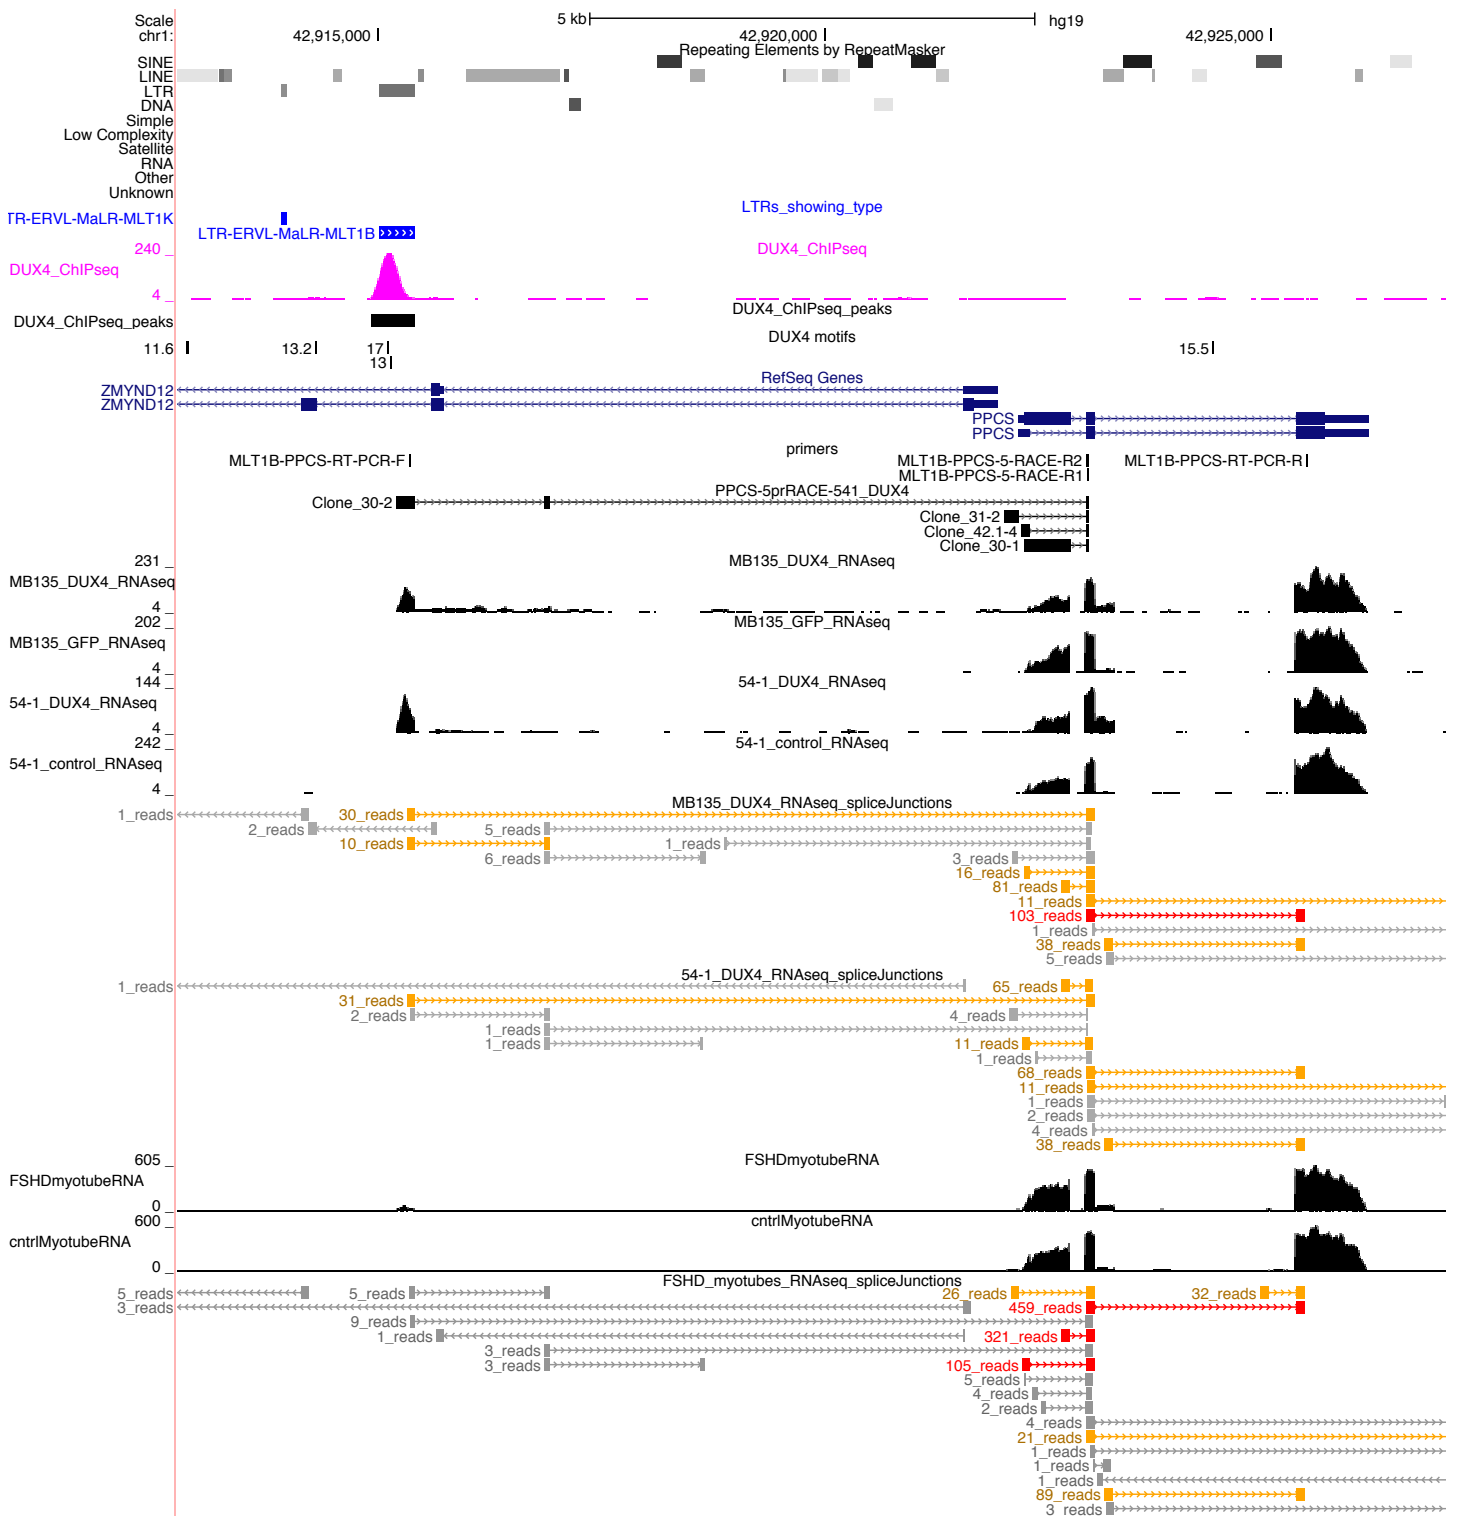 Scale 5 kb hg19
chr1: 42,915,000 42,920,000 42,925,000
Repeating Elements by RepeatMasker
SINE
LINE
LTR
DNA
Simple
Low Complexity
Satellite
RNA
Other
Unknown
LTRs_showing_type
TR-ERVL-MaLR-MLT1K
LTR-ERVL-MaLR-MLT1B
240 _ DUX4_ChIPseq
DUX4_ChIPseq
4 _
DUX4_ChIPseq_peaks
DUX4_ChIPseq_peaks
DUX4 motifs
11.6 13.2 17 15.5
13
RefSeq Genes
ZMYND12
ZMYND12
PPCS
PPCS
primers
MLT1B-PPCS-RT-PCR-F MLT1B-PPCS-5-RACE-R2 MLT1B-PPCS-RT-PCR-R
MLT1B-PPCS-5-RACE-R1
PPCS-5prRACE-541_DUX4
Clone_30-2
Clone_31-2
Clone_42.1-4
Clone_30-1
231 _ MB135_DUX4_RNAseq
MB135_DUX4_RNAseq
4 _
202 _ MB135_GFP_RNAseq
MB135_GFP_RNAseq
4 _
144 _ 54-1_DUX4_RNAseq
54-1_DUX4_RNAseq
4 _
242 _ 54-1_control_RNAseq
54-1_control_RNAseq
4 _
MB135_DUX4_RNAseq_spliceJunctions
1_reads 30_reads
2_reads 5_reads
10_reads 1_reads
6_reads 3_reads
16_reads
81_reads
11_reads
103_reads
1_reads
38_reads
5_reads
54-1_DUX4_RNAseq_spliceJunctions
1_reads 65_reads
31_reads
2_reads 4_reads
1_reads
1_reads 11_reads
1_reads
68_reads
11_reads
1_reads
2_reads
4_reads
38_reads
605 _ FSHDmyotubeRNA
FSHDmyotubeRNA
0 _
600 _ cntrlMyotubeRNA
cntrlMyotubeRNA
0 _
FSHD_myotubes_RNAseq_spliceJunctions
5_reads 5_reads 26_reads 32_reads
3_reads 459_reads
9_reads
1_reads 321_reads
3_reads
3_reads 105_reads
5_reads
4_reads
2_reads
4_reads
21_reads
1_reads
1_reads
1_reads
89_reads
3_reads